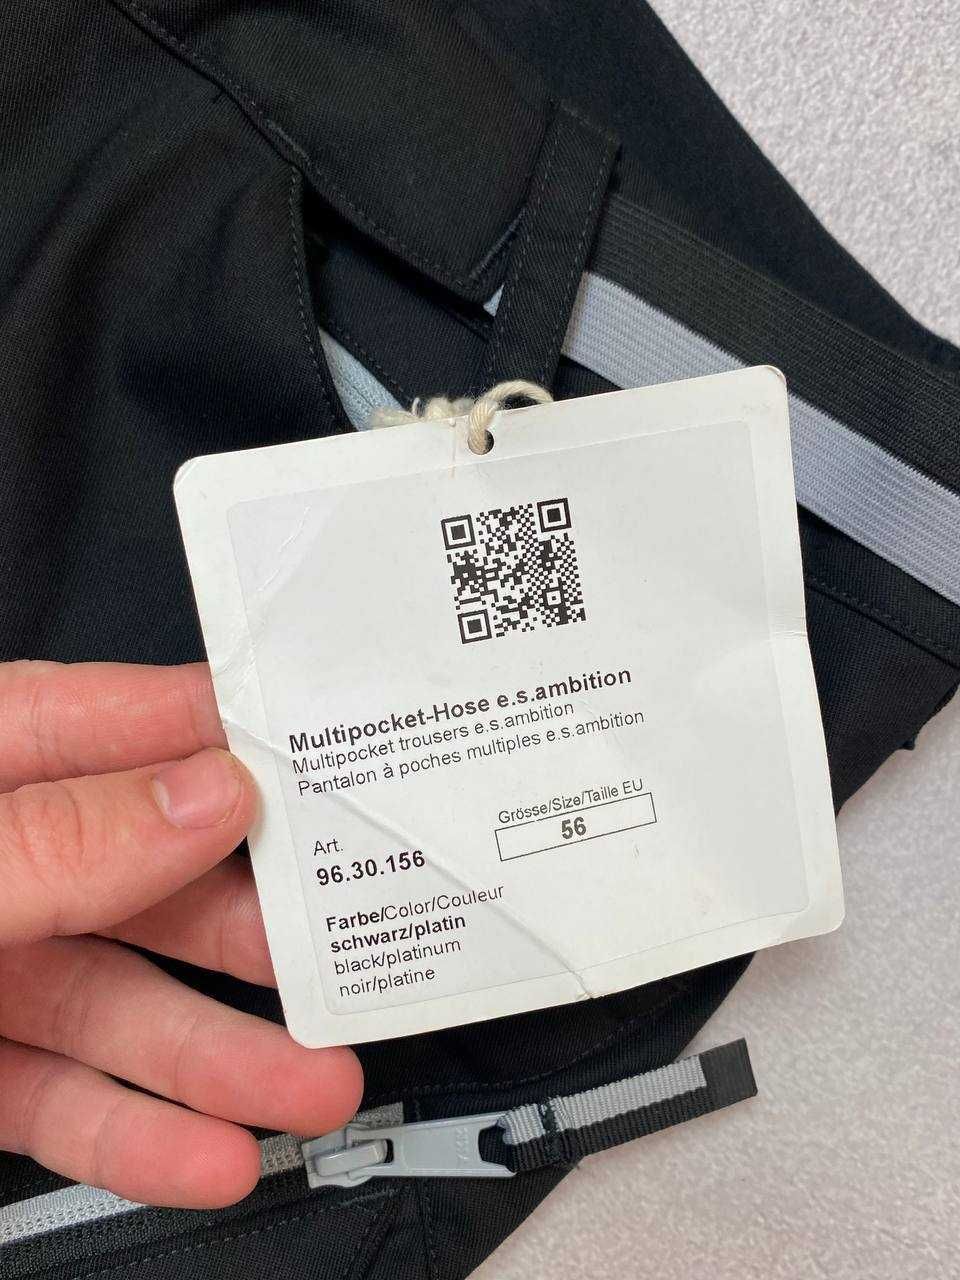 Multipocket-Hose e.s.ambition
Multipocket trousers e.s.ambition
Pantalon à poches multiples e.s.ambition
Grösse/Size/Taille EU
56
Art.
96.30.156
Farbe/Color/Couleur
schwarz/platin
black/platinum
noir/platine